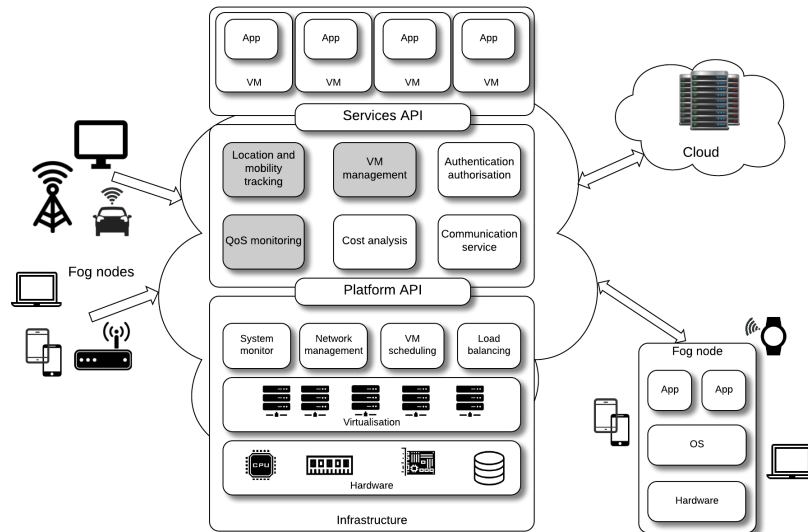 App
App
App
App
VM
VM
VM
VM
Services API
Location and
mobility
tracking
VM
management
Authentication
authorisation
QoS monitoring
Cost analysis
Communication
service
Platform API
System
monitor
Network
management
VM
scheduling
Load
balancing
Virtualisation
CPU
Hardware
Infrastructure
Fog nodes
Cloud
Fog node
App
App
OS
Hardware